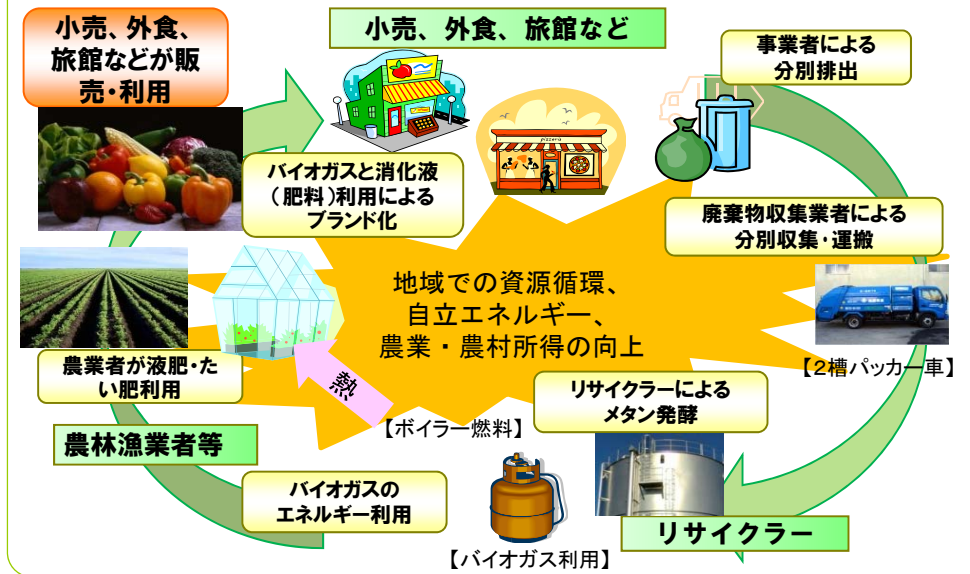 小売、外食、
旅館などが販
売・利用
小売、外食、旅館など
事業者による
分別排出
バイオガスと消化液
（肥料）利用による
ブランド化
pizzeria
廃棄物収集業者による
分別収集・運搬
地域での資源循環、
自立エネルギー、
農業・農村所得の向上
【２槽パッカー車】
農業者が液肥・た
い肥利用
熱
リサイクラーによる
メタン発酵
【ボイラー燃料】
農林漁業者等
バイオガスの
エネルギー利用
リサイクラー
【バイオガス利用】